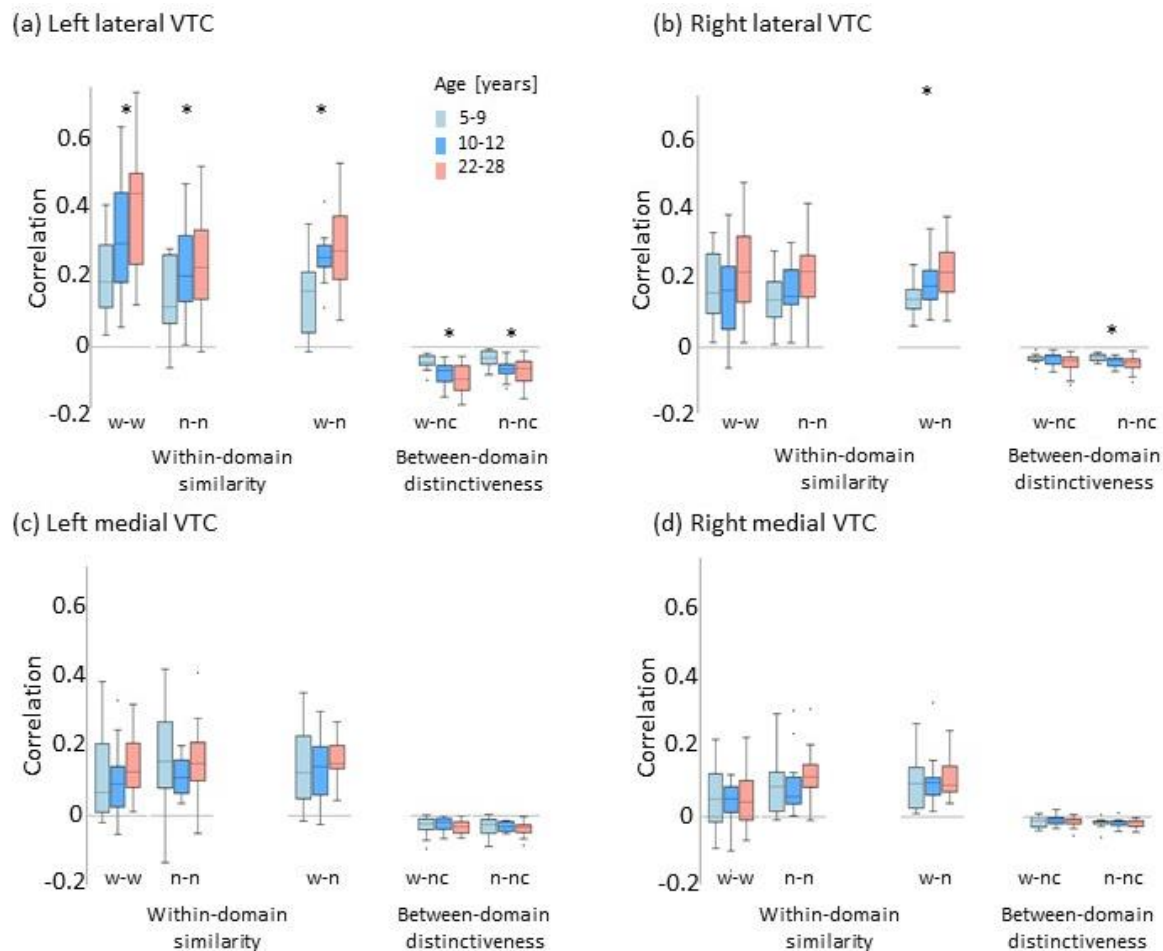 (a) Left lateral VTC
Correlation
0.6
0.4
0.2
0
-0.2
* * *
* *
Age [years]
5-9
10-12
22-28
w-w n-n w-n w-nc n-nc
Within-domain
similarity
Between-domain
distinctiveness
(b) Right lateral VTC
Correlation
0.6
0.4
0.2
0
-0.2
*
*
w-w n-n w-n w-nc n-nc
Within-domain
similarity
Between-domain
distinctiveness
(c) Left medial VTC
Correlation
0.6
0.4
0.2
0
-0.2
w-w n-n w-n w-nc n-nc
Within-domain
similarity
Between-domain
distinctiveness
(d) Right medial VTC
Correlation
0.6
0.4
0.2
0
-0.2
w-w n-n w-n w-nc n-nc
Within-domain
similarity
Between-domain
distinctiveness